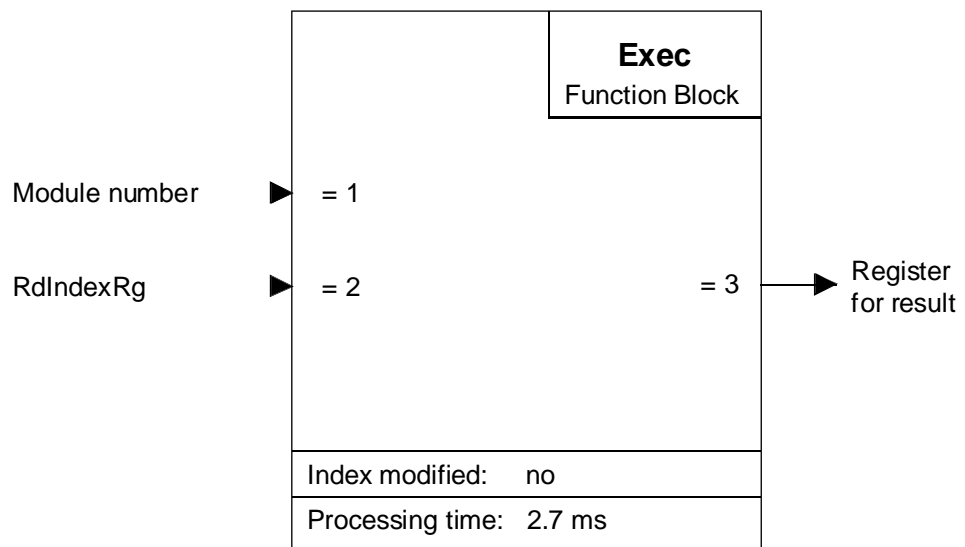 Exec
Function Block
Module number
= 1
RdIndexRg
= 2
= 3
Register
for result
Index modified: no
Processing time: 2.7 ms